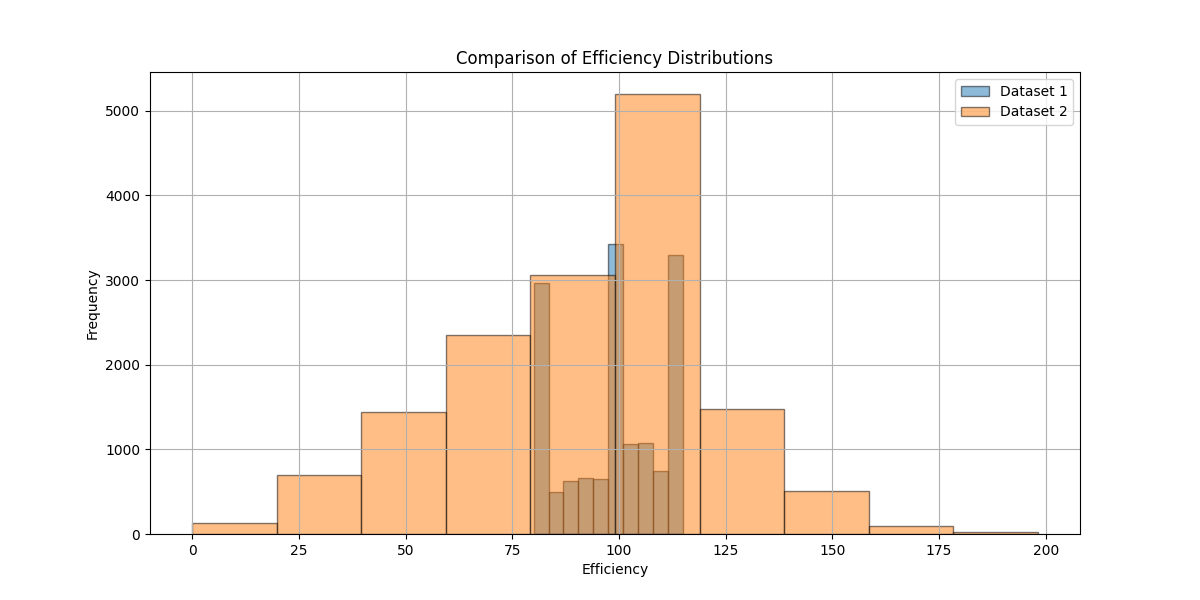 Comparison of Efficiency Distributions
Dataset 1
Dataset 2
Frequency
5000
4000
3000
2000
1000
0
0 25 50 75 100 125 150 175 200
Efficiency